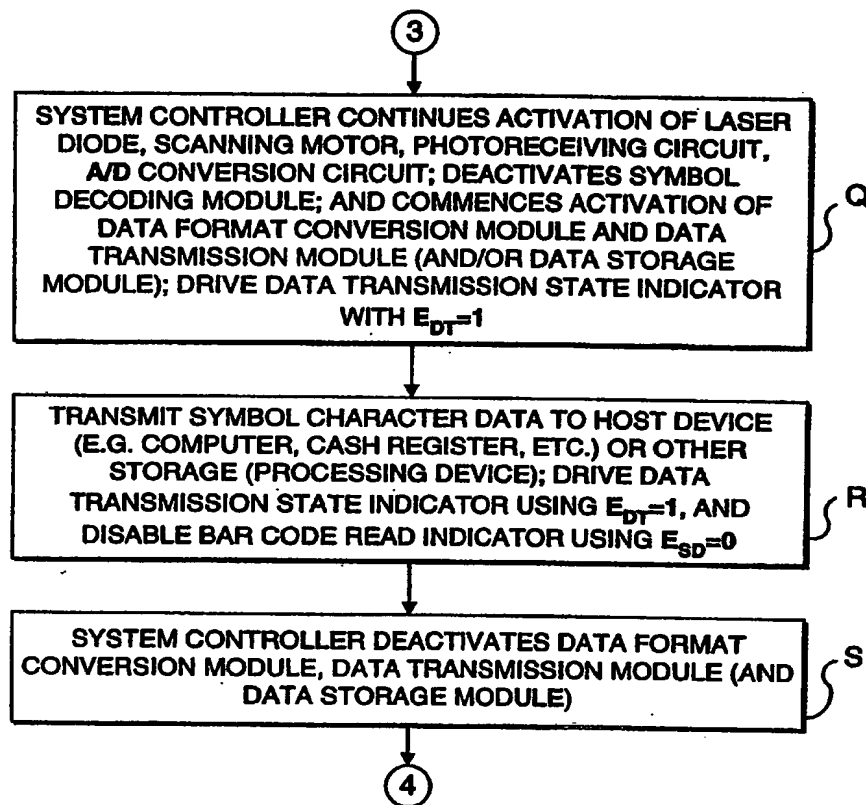 3
SYSTEM CONTROLLER CONTINUES ACTIVATION OF LASER
DIODE, SCANNING MOTOR, PHOTORECEIVING CIRCUIT,
A/D CONVERSION CIRCUIT; DEACTIVATES SYMBOL
DECODING MODULE; AND COMMENCES ACTIVATION OF
DATA FORMAT CONVERSION MODULE AND DATA
TRANSMISSION MODULE (AND/OR DATA STORAGE
MODULE); DRIVE DATA TRANSMISSION STATE INDICATOR
WITH E_DT=1
Q
TRANSMIT SYMBOL CHARACTER DATA TO HOST DEVICE
(E.G. COMPUTER, CASH REGISTER, ETC.) OR OTHER
STORAGE (PROCESSING DEVICE); DRIVE DATA
TRANSMISSION STATE INDICATOR USING E_DT=1, AND
DISABLE BAR CODE READ INDICATOR USING E_SD=0
R
SYSTEM CONTROLLER DEACTIVATES DATA FORMAT
CONVERSION MODULE, DATA TRANSMISSION MODULE (AND
DATA STORAGE MODULE)
S
4